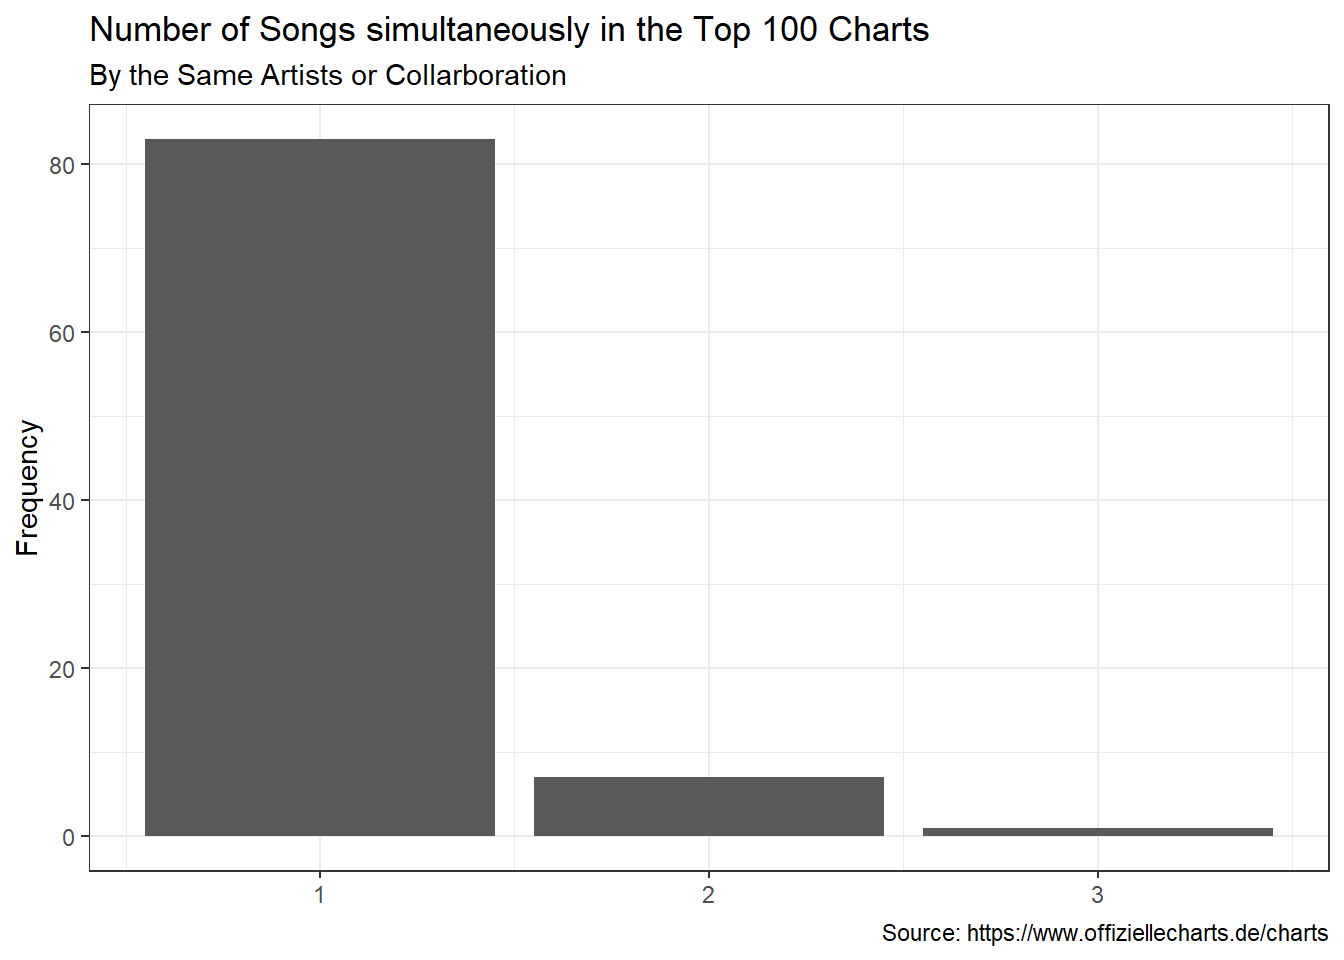 Number of Songs simultaneously in the Top 100 Charts
By the Same Artists or Collarboration
Frequency
80
60
40
20
0
1
2
3
Source: https://www.offiziellecharts.de/charts